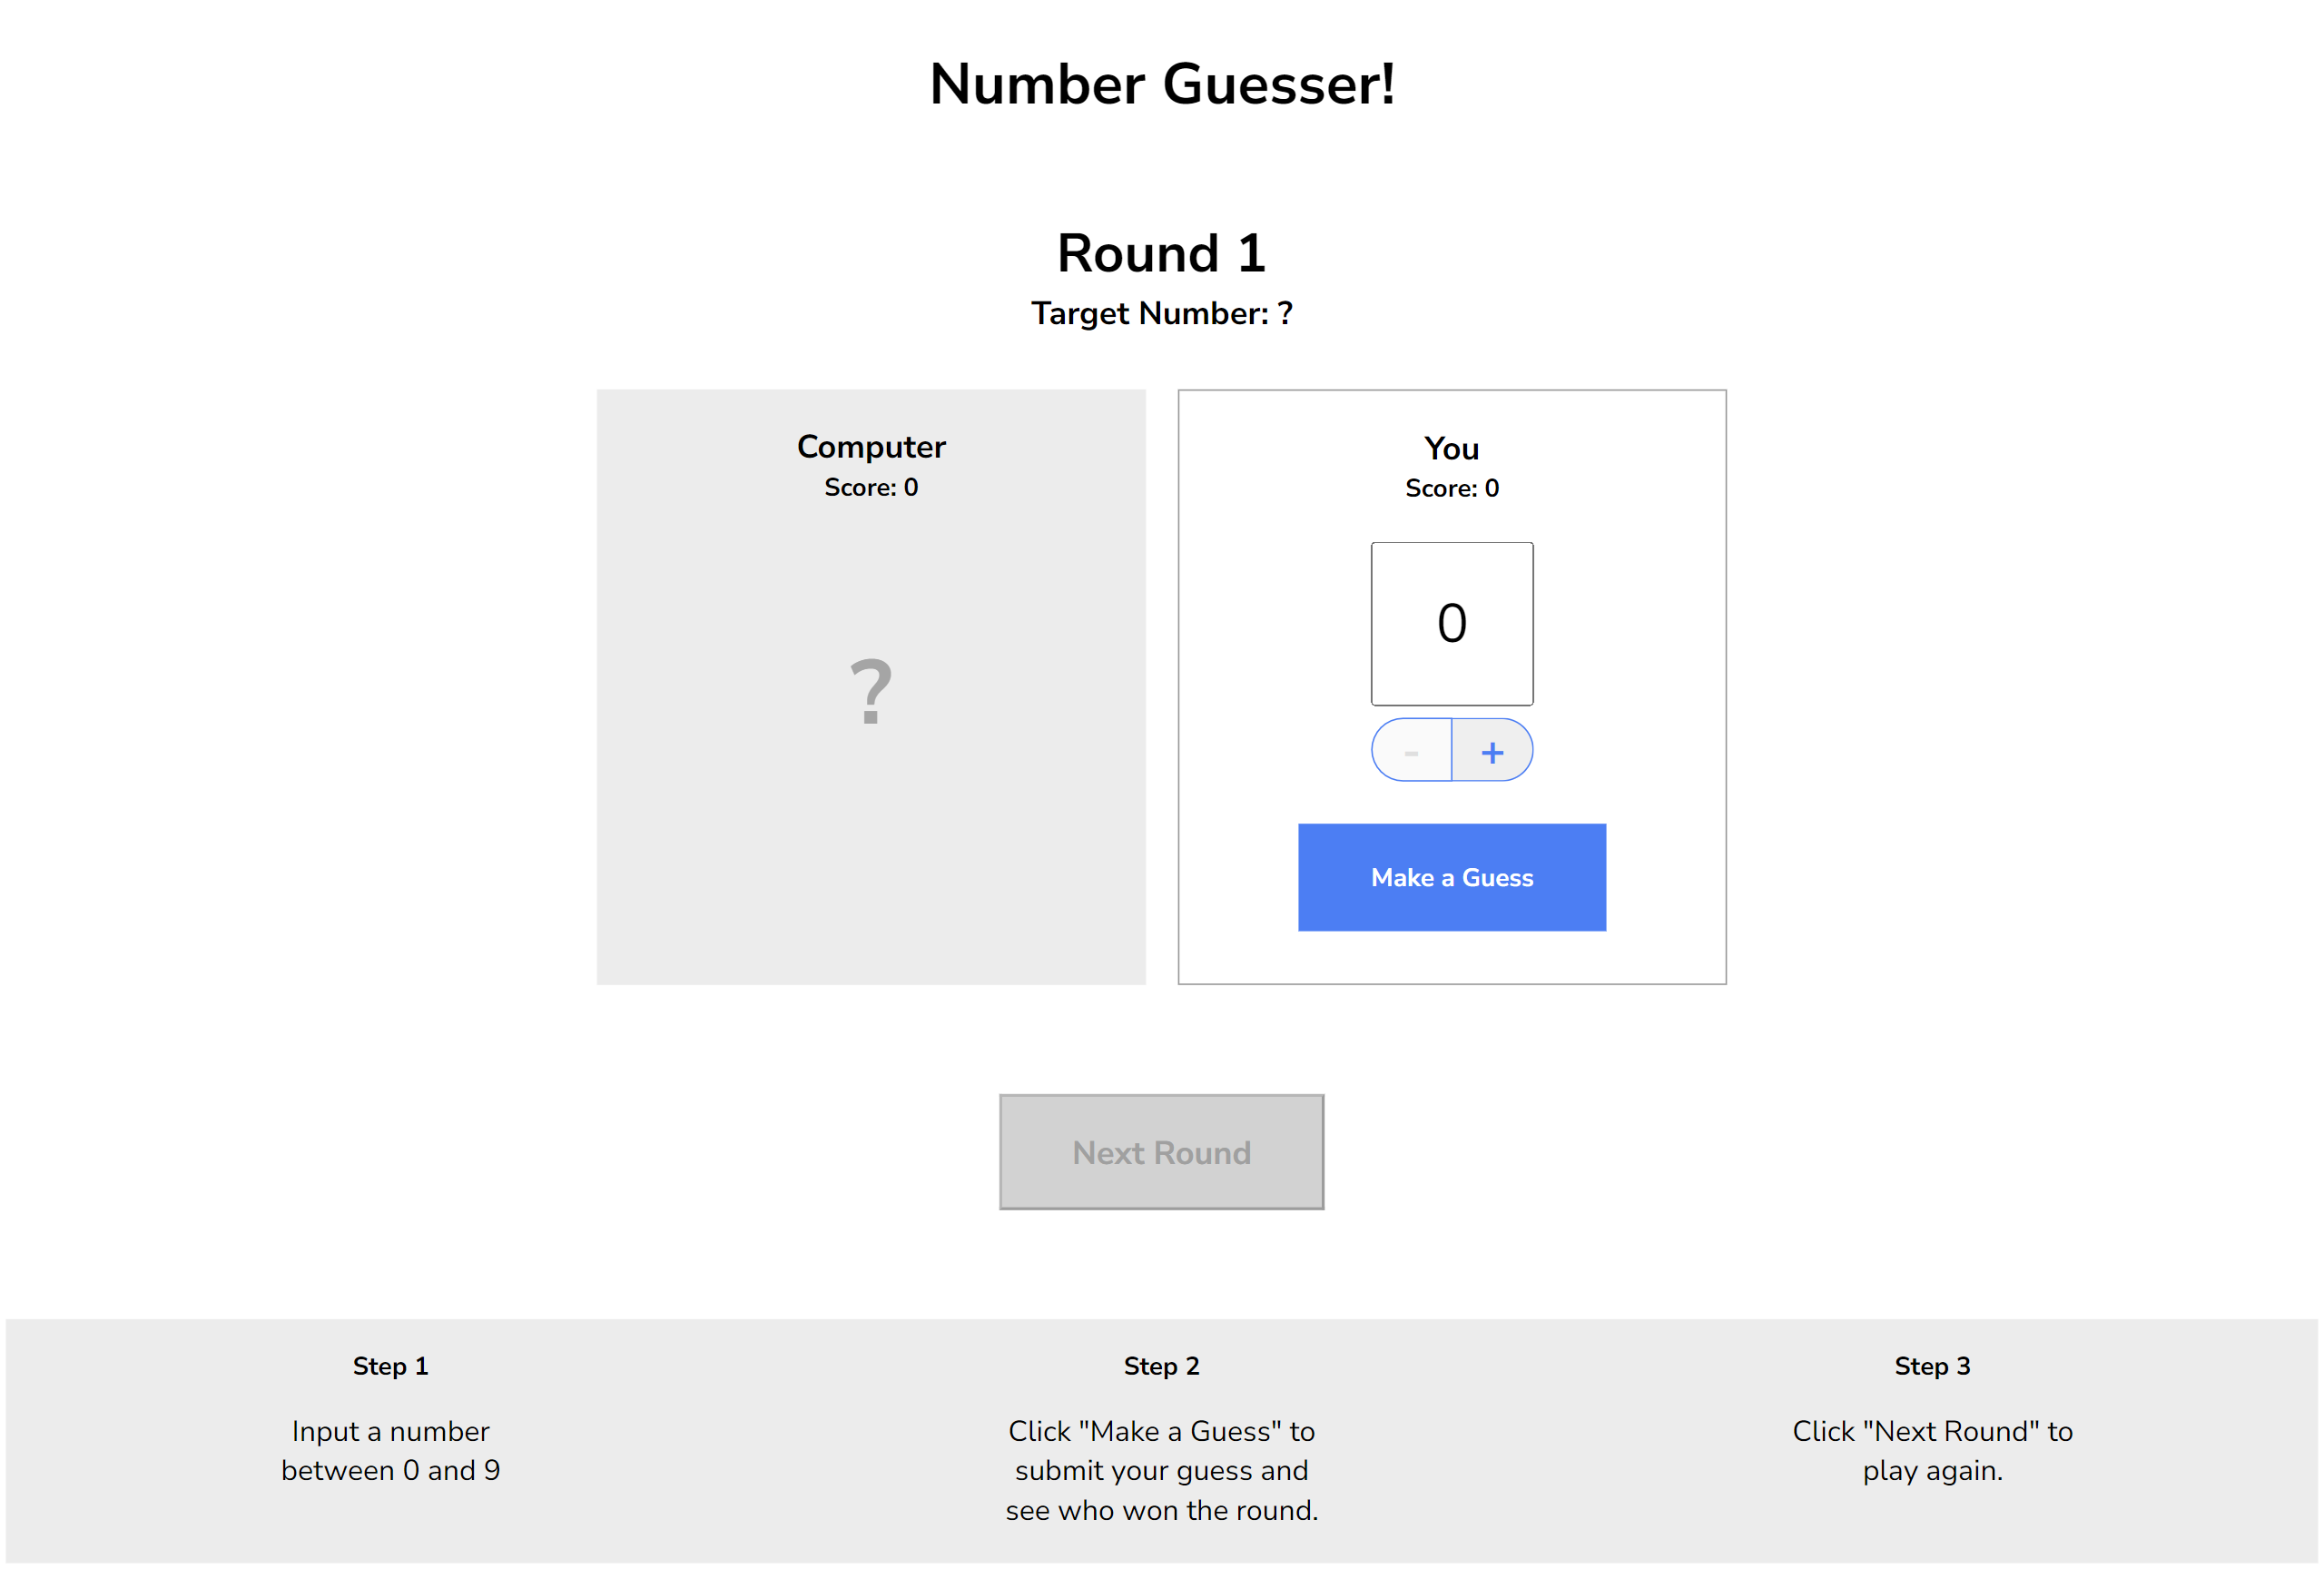 Number Guesser!
Round 1
Target Number: ?
Computer
Score: 0
?
You
Score: 0
0
- +
Make a Guess
Next Round
Step 1
Input a number
between 0 and 9
Step 2
Click "Make a Guess" to
submit your guess and
see who won the round.
Step 3
Click "Next Round" to
play again.